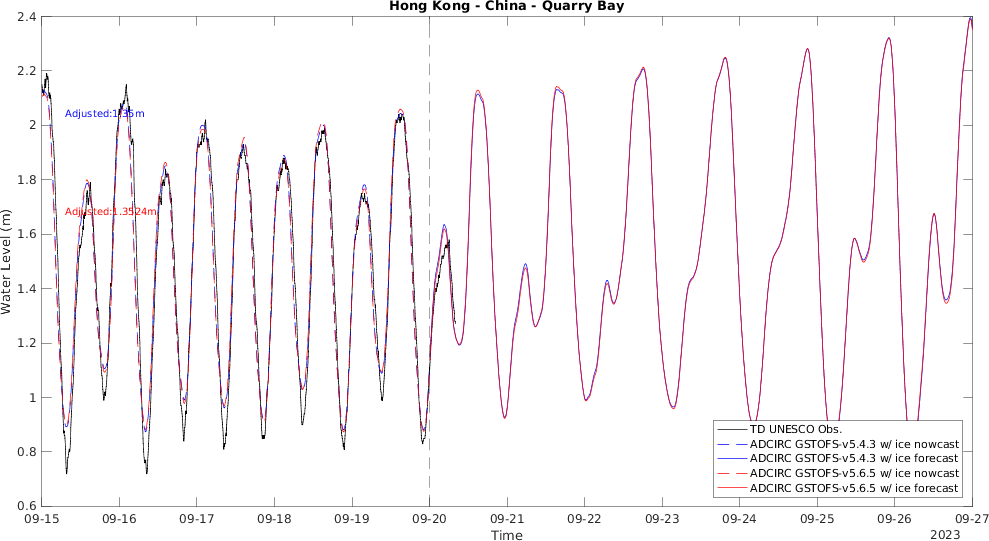 Hong Kong - China - Quarry Bay
2.4
2.2
2
1.8
1.6
1.4
1.2
1
0.8
0.6
Water Level (m)
Adjusted:1.35m
Adjusted:1.3524m
TD UNESCO Obs.
ADCIRC GSTOFS-v5.4.3 w/ ice nowcast
ADCIRC GSTOFS-v5.4.3 w/ ice forecast
ADCIRC GSTOFS-v5.6.5 w/ ice nowcast
ADCIRC GSTOFS-v5.6.5 w/ ice forecast
09-15 09-16 09-17 09-18 09-19 09-20 09-21 09-22 09-23 09-24 09-25 09-26 09-27
Time
2023